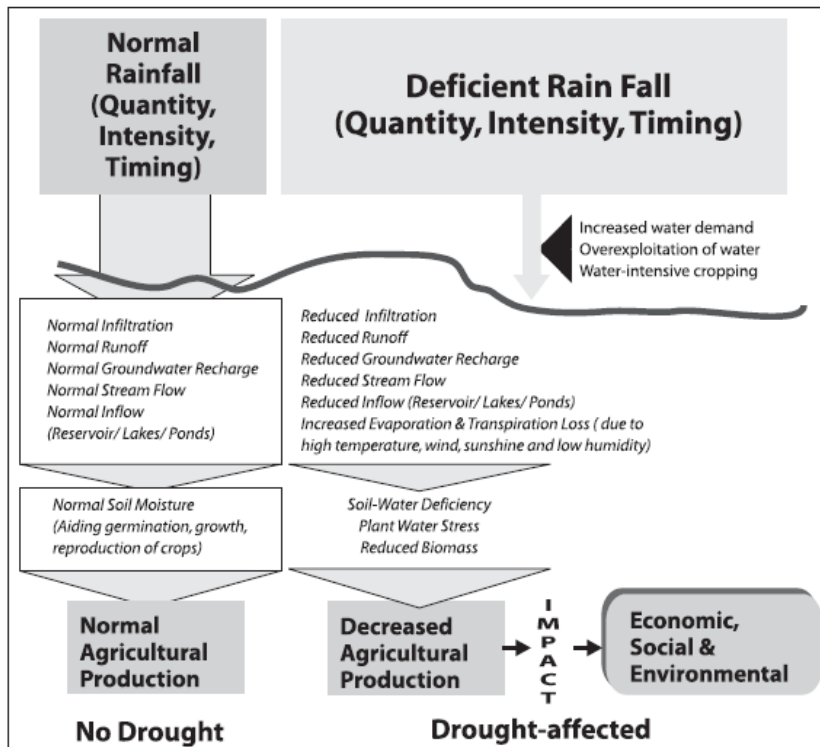 Normal
Rainfall
(Quantity,
Intensity,
Timing)
Deficient Rain Fall
(Quantity, Intensity, Timing)
Increased water demand
Overexploitation of water
Water-intensive cropping
Normal Infiltration
Normal Runoff
Normal Groundwater Recharge
Normal Stream Flow
Normal Inflow
(Reservoir/ Lakes/ Ponds)
Reduced Infiltration
Reduced Runoff
Reduced Groundwater Recharge
Reduced Stream Flow
Reduced Inflow (Reservoir/ Lakes/ Ponds)
Increased Evaporation & Transpiration Loss ( due to
high temperature, wind, sunshine and low humidity)
Normal Soil Moisture
(Aiding germination, growth,
reproduction of crops)
Soil-Water Deficiency
Plant Water Stress
Reduced Biomass
Normal
Agricultural
Production
Decreased
Agricultural
Production
IMPACT
Economic,
Social &
Environmental
No Drought
Drought-affected